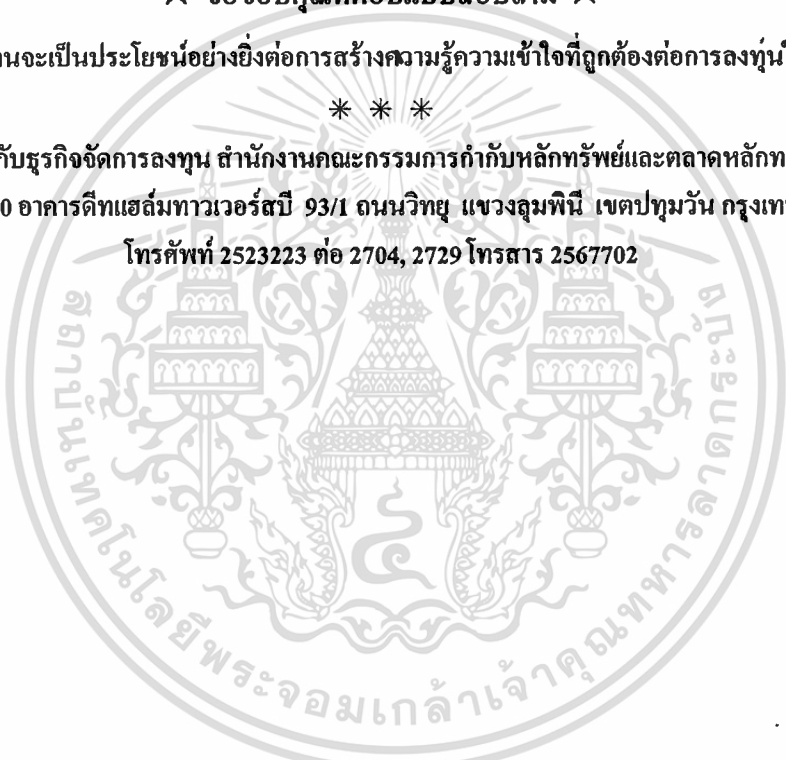 นจะเป็นประโยชน์อย่างยิ่งต่อการสร้างความรู้ความเข้าใจที่ถูกต้องต่อการลงทุน
* * *
กับธุรกิจจัดการลงทุน สำนักงานคณะกรรมการกำกับหลักทรัพย์และตลาดหลักท
0 อาคารดีทแฮล์มทาวเวอร์สบี 93/1 ถนนวิทยุ แขวงลุมพินี เขตปทุมวัน กรุงเท
โทรศัพท์ 2523223 ต่อ 2704, 2729 โทรสาร 2567702
สถาบันเทคโนโลยีพระจอมเกล้าเจ้าคุณทหารลาดกระบัง